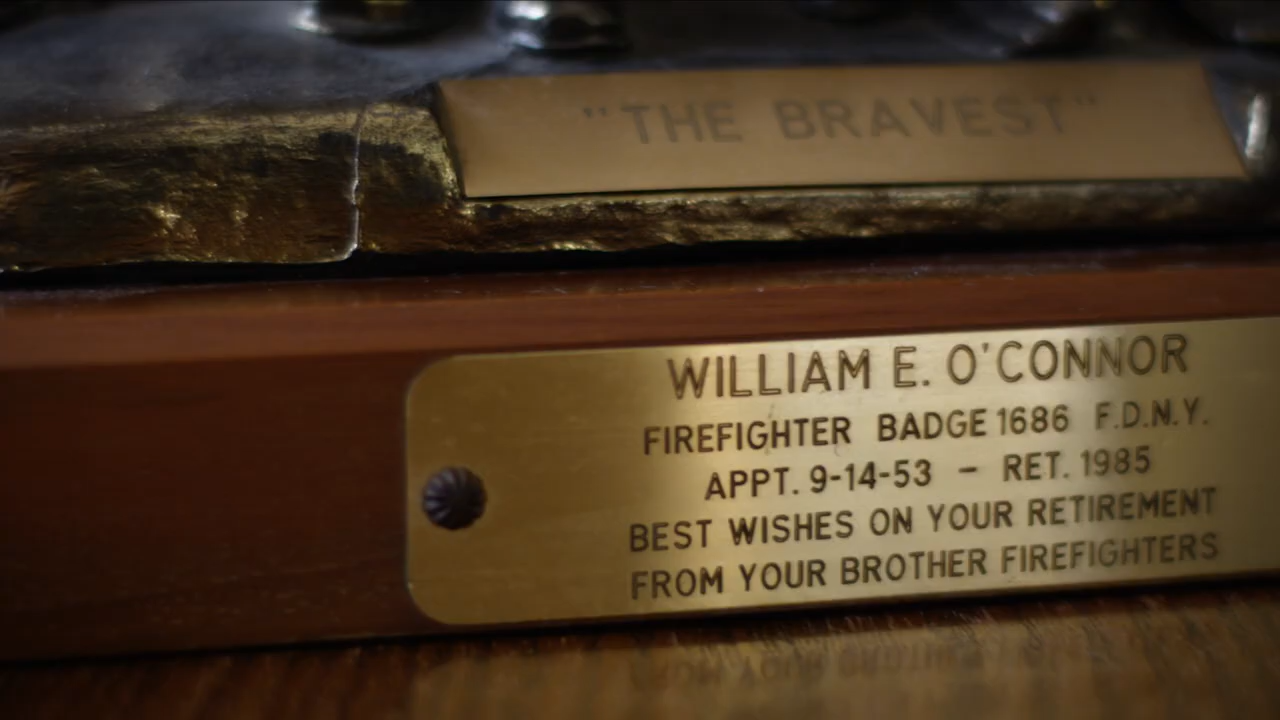 "THE BRAVEST"
WILLIAM E. O'CONNOR
FIREFIGHTER BADGE 1686 F.D.N.Y.
APPT. 9-14-53 - RET. 1985
BEST WISHES ON YOUR RETIREMENT
FROM YOUR BROTHER FIREFIGHTERS